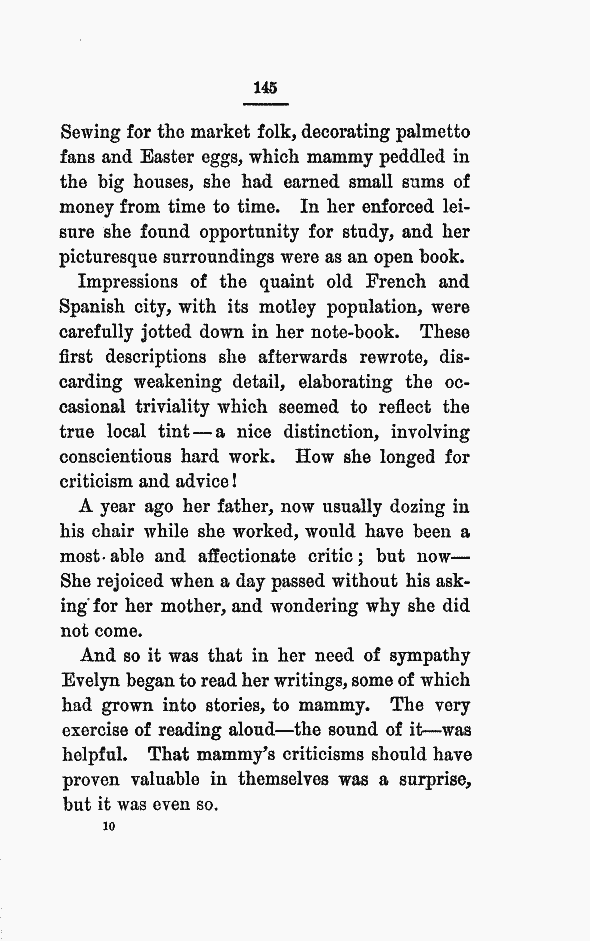 145
Sewing for the market folk, decorating palmetto
fans and Easter eggs, which mammy peddled in
the big houses, she had earned small sums of
money from time to time. In her enforced lei-
sure she found opportunity for study, and her
picturesque surroundings were as an open book.
Impressions of the quaint old French and
Spanish city, with its motley population, were
carefully jotted down in her note-book. These
first descriptions she afterwards rewrote, dis-
carding weakening detail, elaborating the oc-
casional triviality which seemed to reflect the
true local tint—a nice distinction, involving
conscientious hard work. How she longed for
criticism and advice!
A year ago her father, now usually dozing in
his chair while she worked, would have been a
most able and affectionate critic; but now—
She rejoiced when a day passed without his ask-
ing for her mother, and wondering why she did
not come.
And so it was that in her need of sympathy
Evelyn began to read her writings, some of which
had grown into stories, to mammy. The very
exercise of reading aloud—the sound of it—was
helpful. That mammy's criticisms should have
proven valuable in themselves was a surprise,
but it was even so.
10